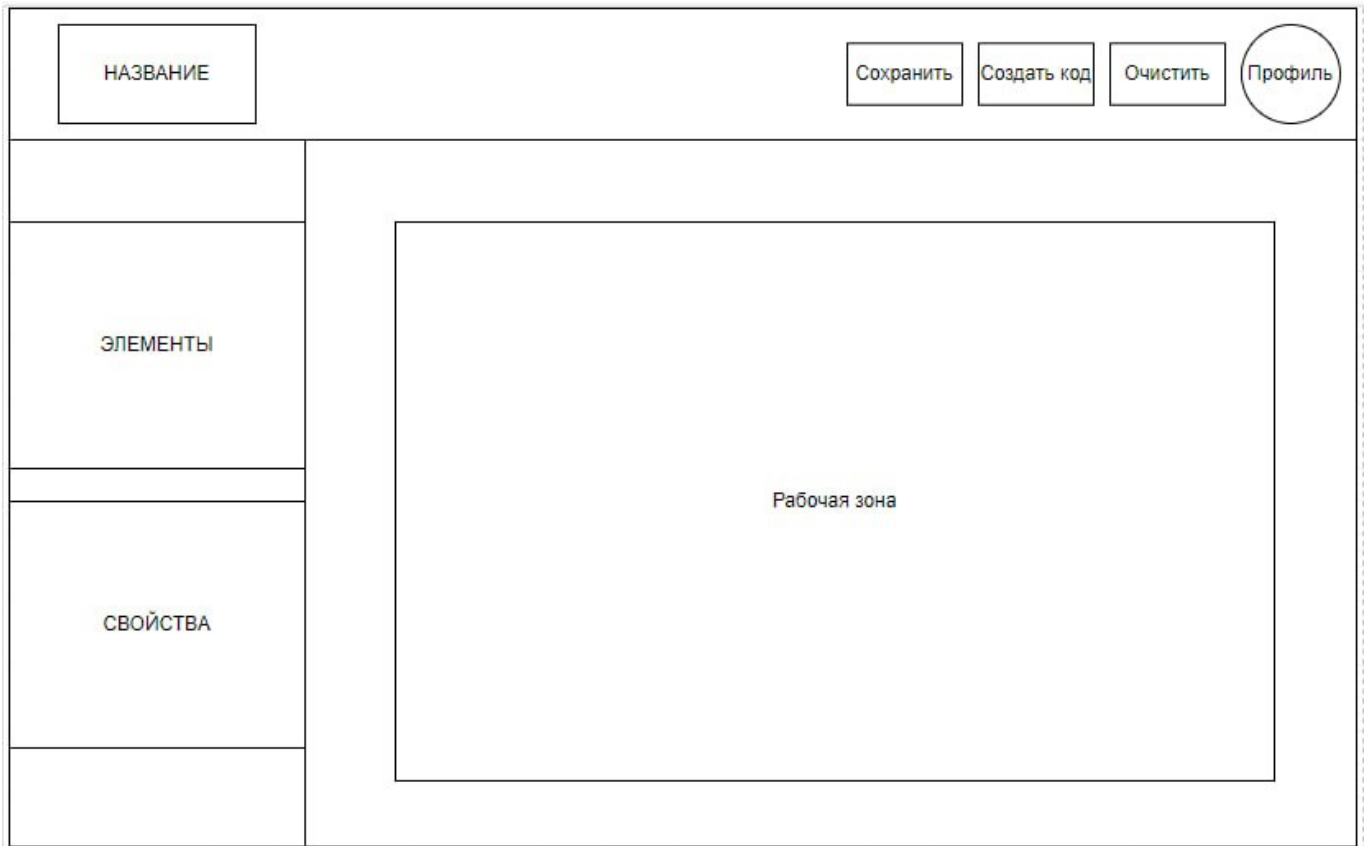 НАЗВАНИЕ
Сохранить
Создать код
Очистить
Профиль
ЭЛЕМЕНТЫ
Рабочая зона
СВОЙСТВА